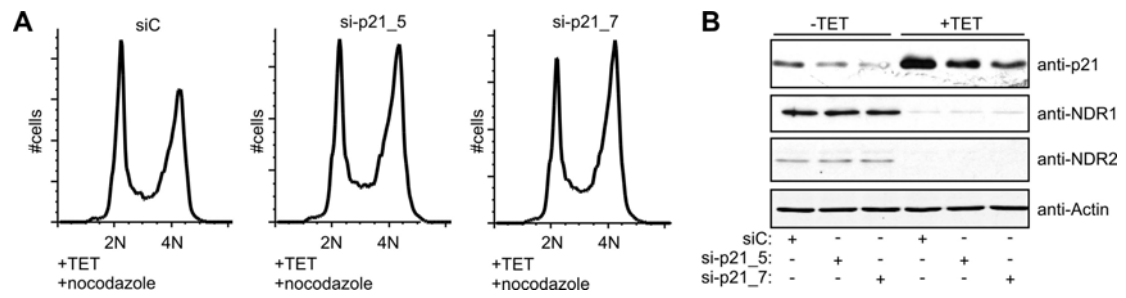 A
siC
si-p21_5
si-p21_7
#cells
2N 4N
+TET
+nocodazole
#cells
2N 4N
+TET
+nocodazole
#cells
2N 4N
+TET
+nocodazole
B
-TET +TET
anti-p21
anti-NDR1
anti-NDR2
anti-Actin
siC: + - - + - -
si-p21_5: - + - - + -
si-p21_7: - - + - - +